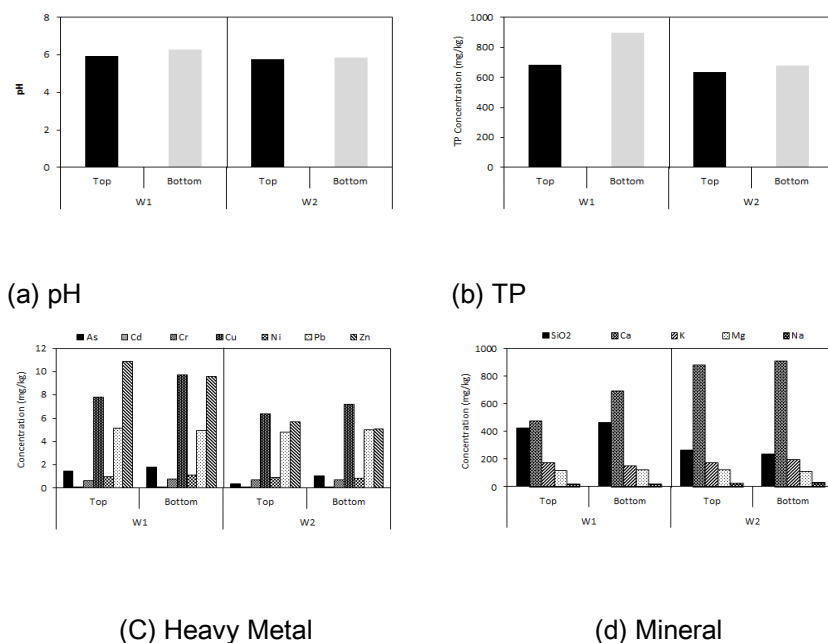 8
6
4
2
0
pH
Top
Bottom
Top
Bottom
W1
W2
(a) pH
1000
800
600
400
200
0
TP Concentration (mg/kg)
Top
Bottom
Top
Bottom
W1
W2
(b) TP
As Cd Cr Cu Ni Pb Zn
12
10
8
6
4
2
0
Concentration (mg/kg)
Top
Bottom
Top
Bottom
W1
W2
(C) Heavy Metal
SiO2 Ca K Mg Na
1000
800
600
400
200
0
Concentration (mg/kg)
Top
Bottom
Top
Bottom
W1
W2
(d) Mineral